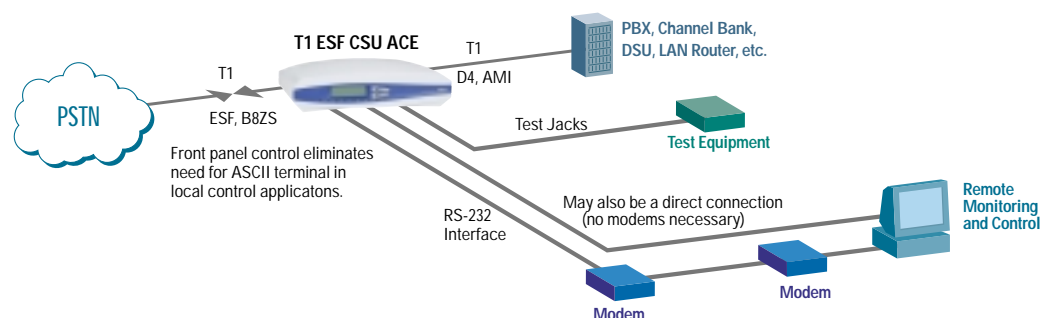 T1 ESF CSU ACE
PBX, Channel Bank,
DSU, LAN Router, etc.
T1
D4, AMI
T1
ESF, B8ZS
PSTN
Test Jacks
Test Equipment
Front panel control eliminates
need for ASCII terminal in
local control applicatons.
RS-232
Interface
May also be a direct connection
(no modems necessary)
Remote
Monitoring
and Control
Modem
Modem